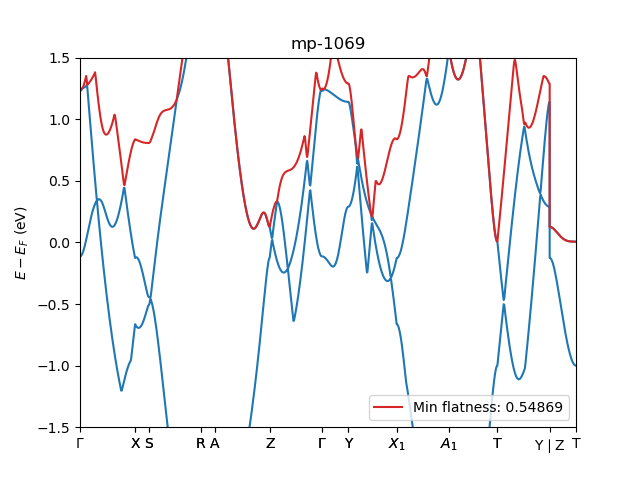 mp-1069
E − E_F (eV)
1.5
1.0
0.5
0.0
−0.5
−1.0
−1.5
Min flatness: 0.54869
Γ X S R A Z Γ Y X₁ A₁ T Y | Z T